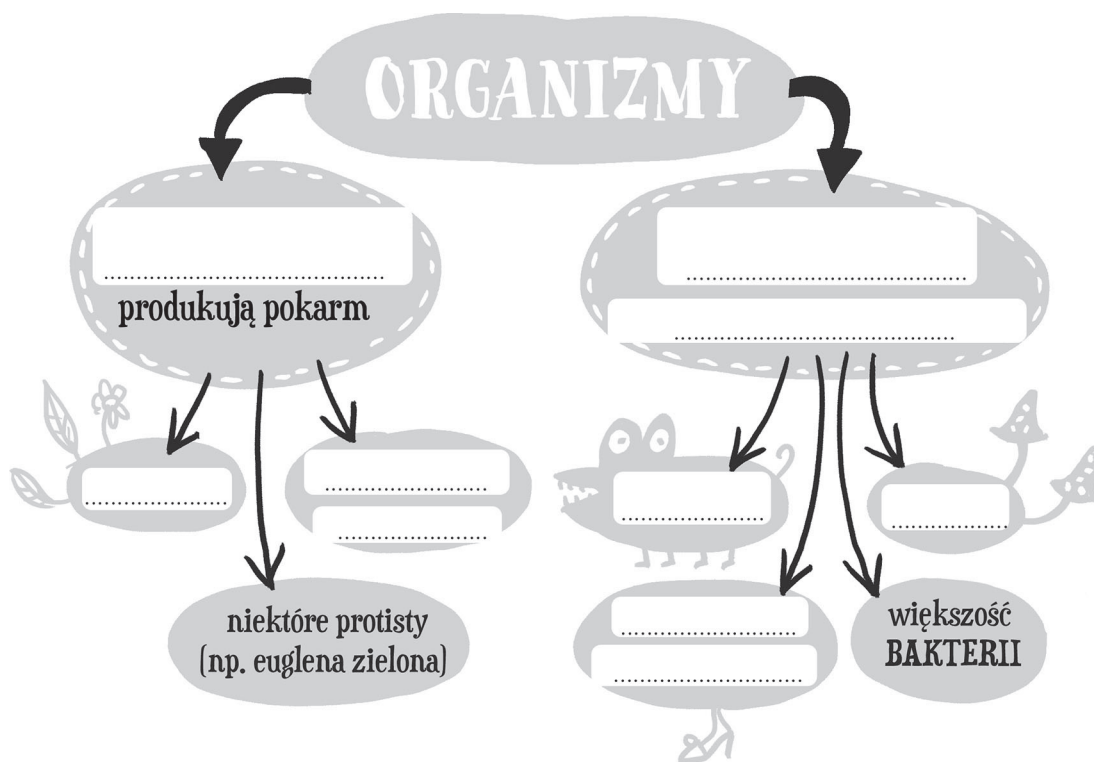 ORGANIZMY
produkują pokarm
niektóre protisty
(np. euglena zielona)
większość
BAKTERII